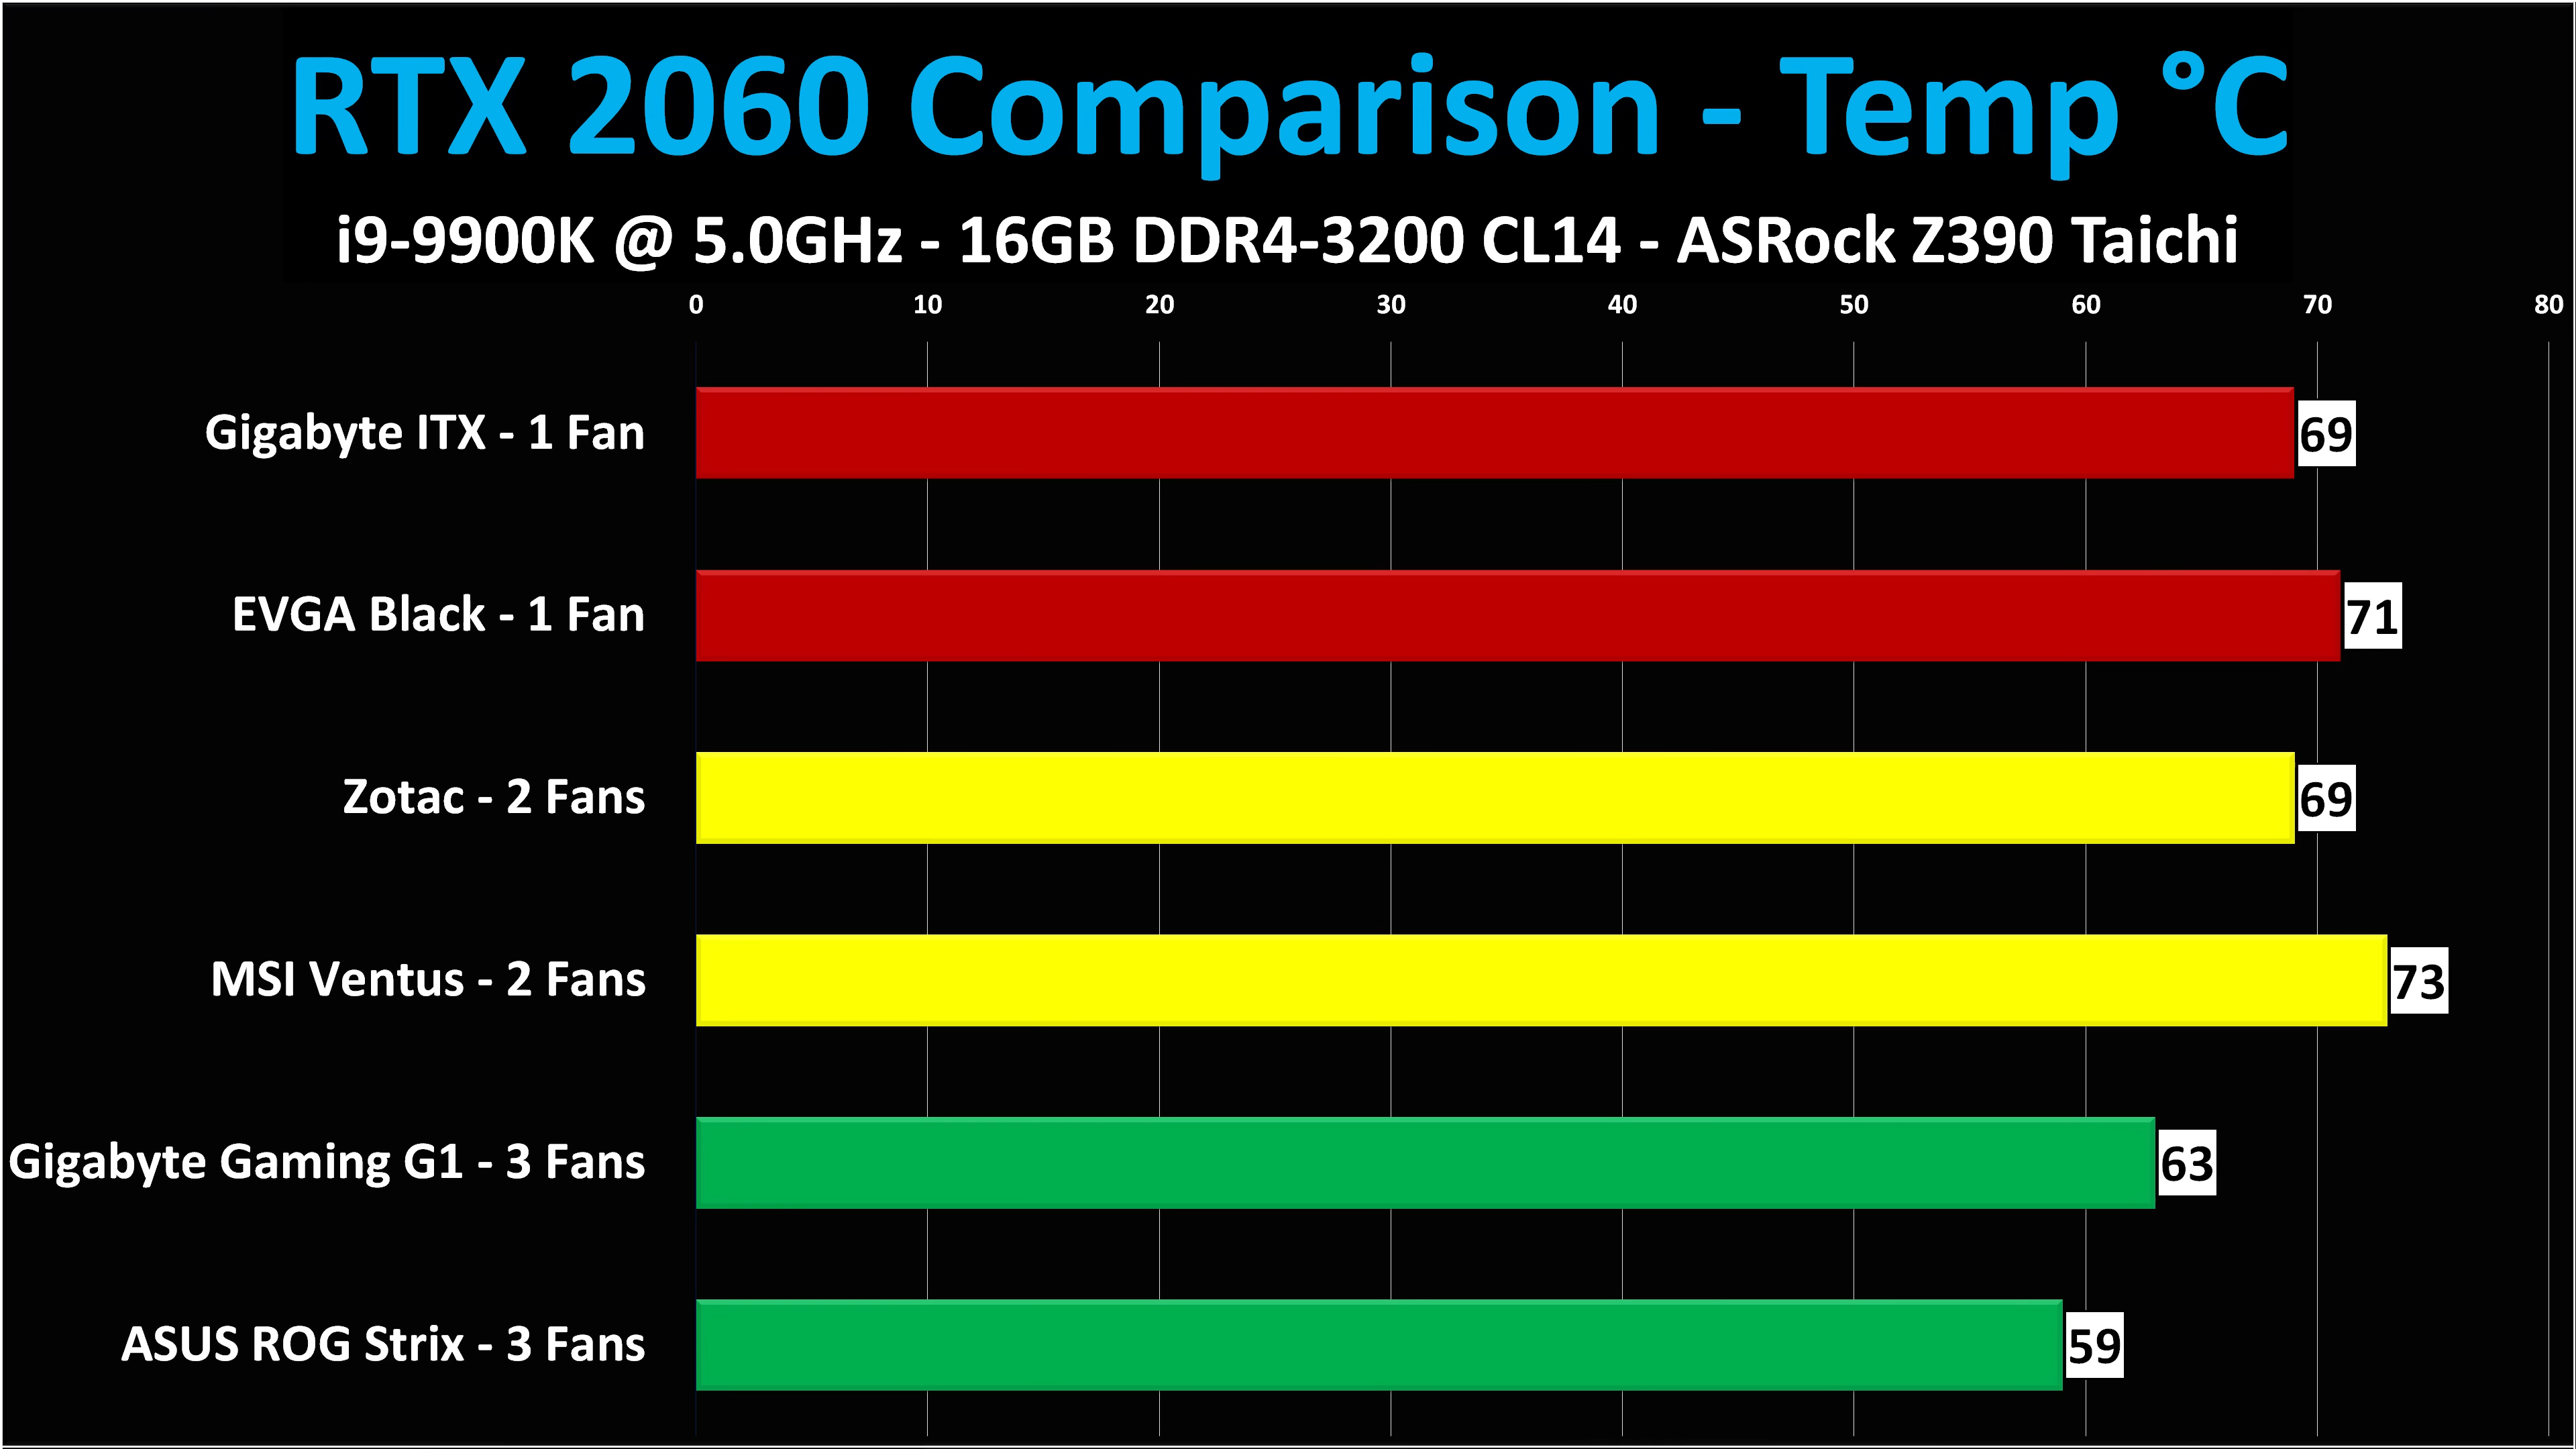 RTX 2060 Comparison - Temp °C
i9-9900K @ 5.0GHz - 16GB DDR4-3200 CL14 - ASRock Z390 Taichi
0 10 20 30 40 50 60 70 80
Gigabyte ITX - 1 Fan 69
EVGA Black - 1 Fan 71
Zotac - 2 Fans 69
MSI Ventus - 2 Fans 73
Gigabyte Gaming G1 - 3 Fans 63
ASUS ROG Strix - 3 Fans 59